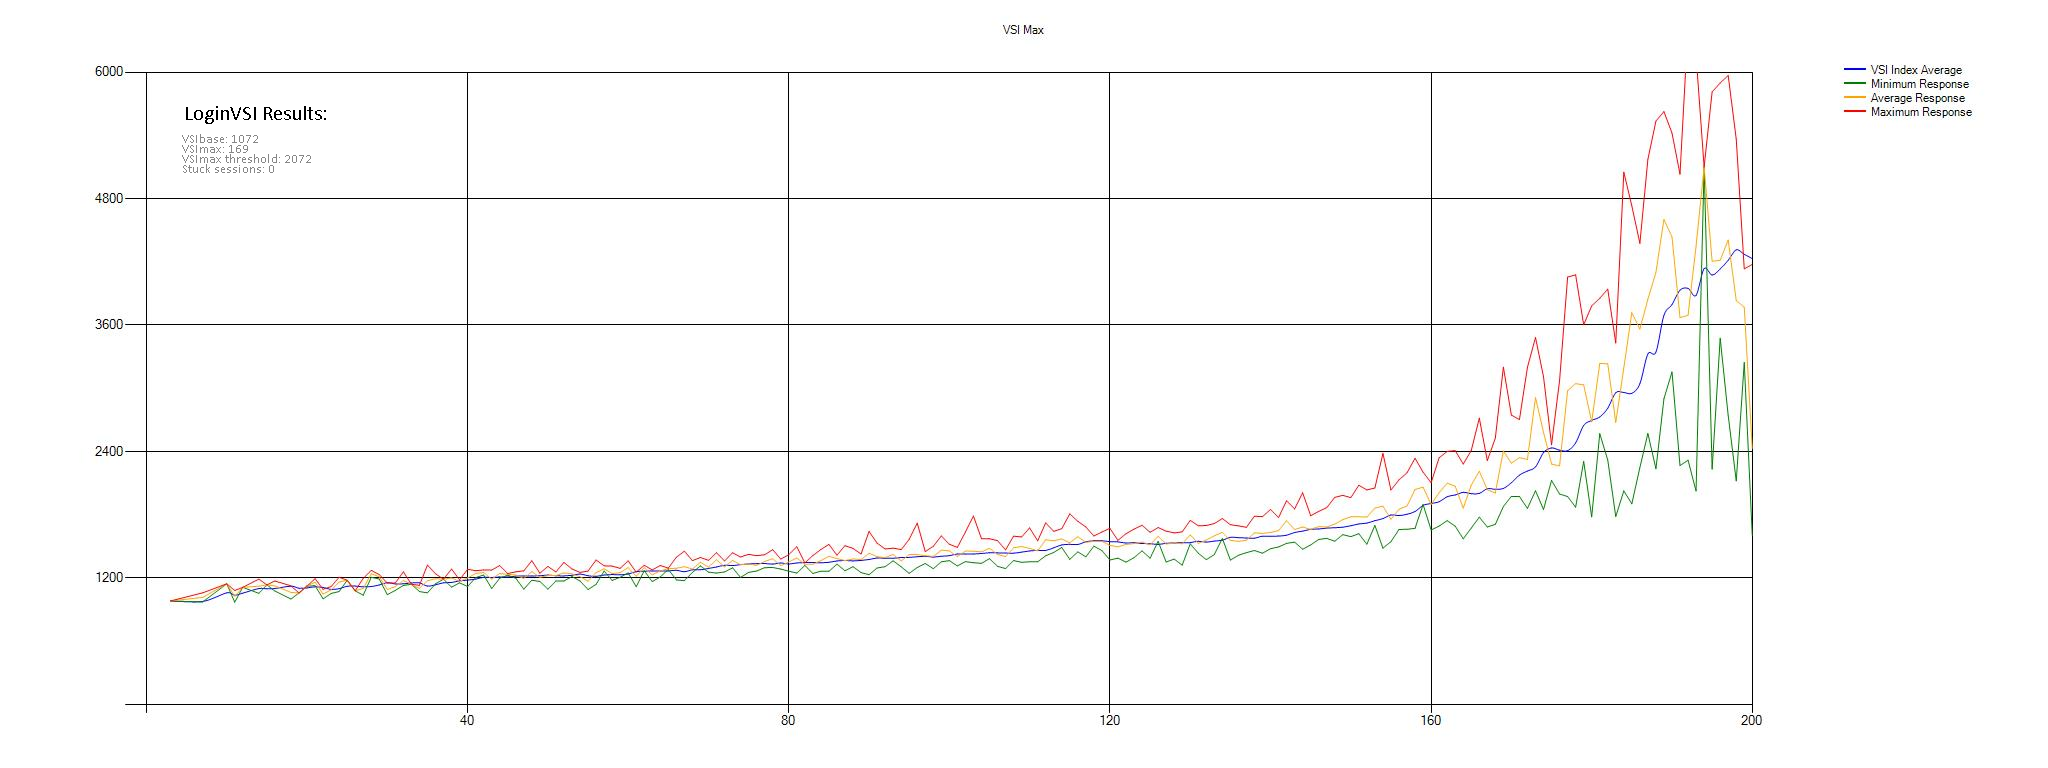 VSI Max
6000
4800
3600
2400
1200
40
80
120
160
200
LoginVSI Results:
VSIbase: 1072
VSImax: 169
VSImax threshold: 2072
Stuck sessions: 0
VSI Index Average
Minimum Response
Average Response
Maximum Response